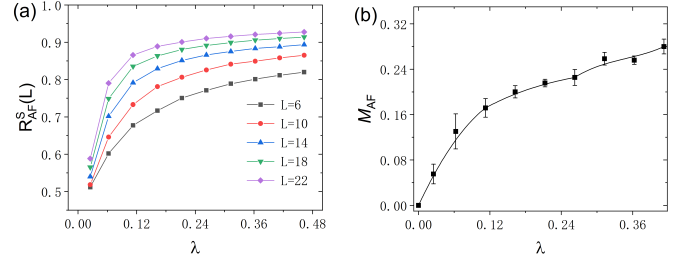 (a)
R^S_AF(L)
1.0
0.9
0.8
0.7
0.6
0.5
L=6
L=10
L=14
L=18
L=22
0.00 0.12 0.24 0.36 0.48
λ
(b)
M_AF
0.32
0.24
0.16
0.08
0.00
0.00 0.12 0.24 0.36
λ